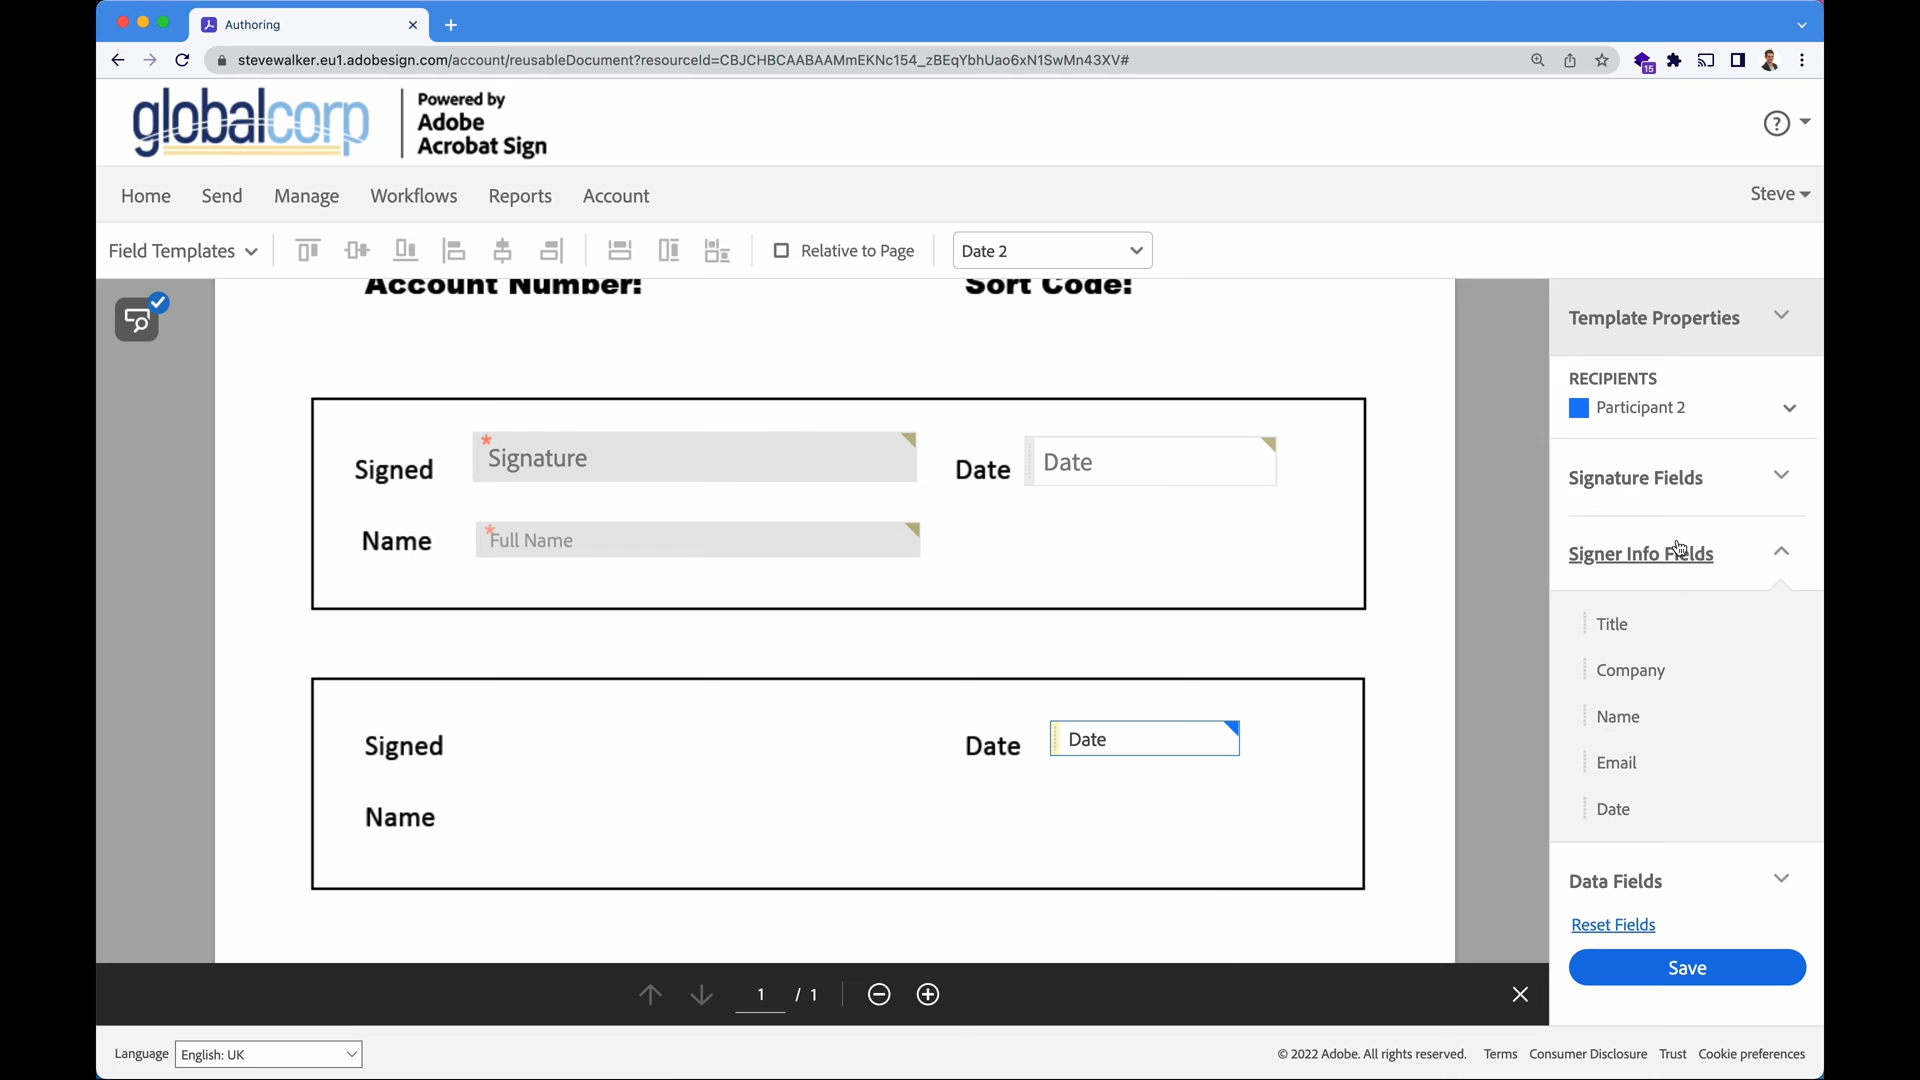 Authoring
stevewalker.eu1.adobesign.com/account/reusableDocument?resourceId=CBJCHBCAABAAMmEKNc154_zBEqYbhUao6xN1SwMn43XV#
15
globalcorp
Powered by
Adobe
Acrobat Sign
Home Send Manage Workflows Reports Account
Steve
Field Templates
Relative to Page
Date 2
Account Number:
Sort Code:
Signed
* Signature
Date
Date
Name
* Full Name
Signed
Date
Date
Name
Template Properties
RECIPIENTS
Participant 2
Signature Fields
Signer Info Fields
Title
Company
Name
Email
Date
Data Fields
Reset Fields
Save
1 / 1
Language English: UK
© 2022 Adobe. All rights reserved. Terms Consumer Disclosure Trust Cookie preferences